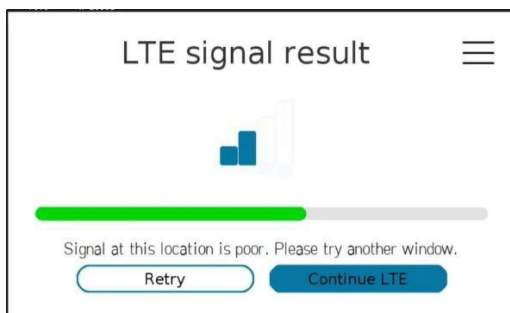 LTE signal result
Signal at this location is poor. Please try another window.
Retry Continue LTE